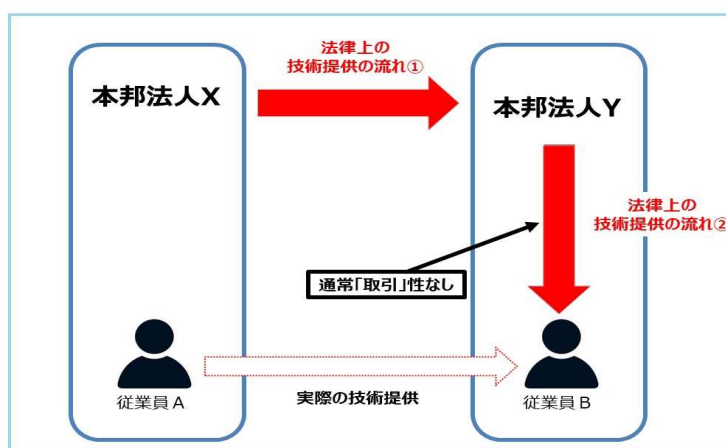 法律上の
技術提供の流れ①
本邦法人X
本邦法人Y
法律上の
技術提供の流れ②
通常「取引」性なし
従業員A
実際の技術提供
従業員B